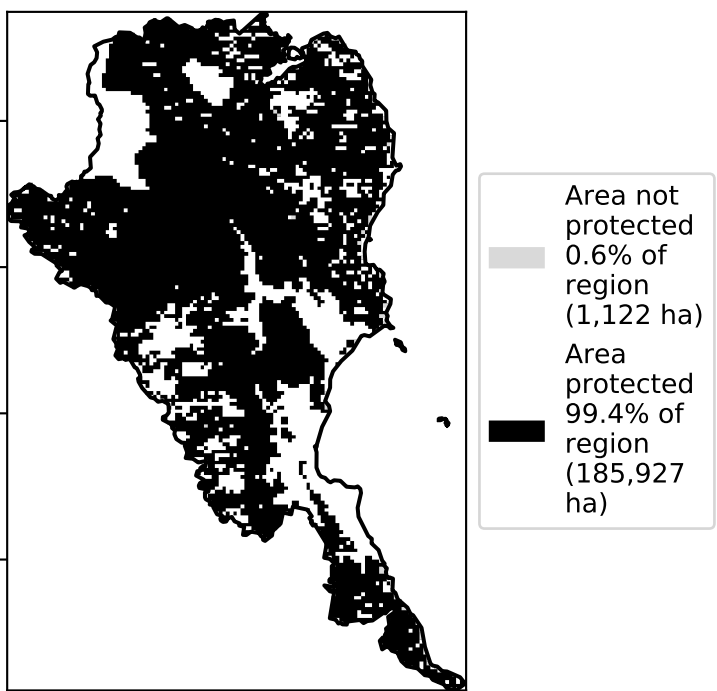 Area not
protected
0.6% of
region
(1,122 ha)
Area
protected
99.4% of
region
(185,927
ha)